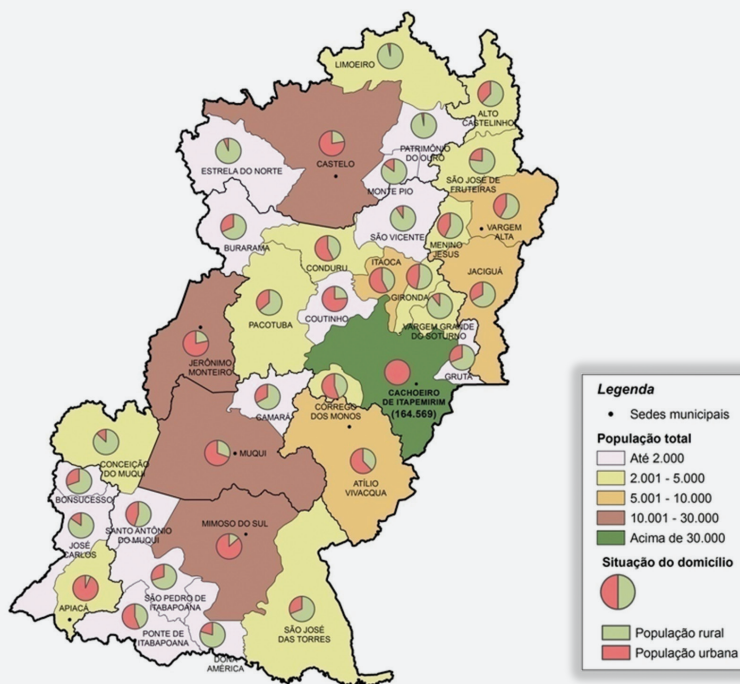 LIMOEIRO
ALTO
CASTELINHO
PATRIMÔNIO
DO OURO
CASTELO
ESTRELA DO NORTE
MONTE PIO
SÃO JOSÉ DE
FRUTEIRAS
VARGEM
ALTA
SÃO VICENTE
MENINO
JESUS
BURARAMA
CONDURU
ITAOCA
JACIGUÁ
GIRONDA
COUTINHO
PACOTUBA
VARGEM GRANDE
DO SOTURNO
JERÔNIMO
MONTEIRO
GRUTA
CACHOEIRO
DE ITAPEMIRIM
(164.569)
CAMARÁ
CORREGO
DOS MONOS
MUQUI
CONCEIÇÃO
DO MUQUI
ATÍLIO
VIVACQUA
BONSUCESSO
SANTO ANTÔNIO
DO MUQUI
MIMOSO DO SUL
JOSÉ
CARLOS
SÃO PEDRO DE
ITABAPOANA
APIACÁ
PONTE DE
ITABAPOANA
SÃO JOSÉ
DAS TORRES
DONA
AMÉRICA
Legenda
Sedes municipais
População total
Até 2.000
2.001 - 5.000
5.001 - 10.000
10.001 - 30.000
Acima de 30.000
Situação do domicílio
População rural
População urbana